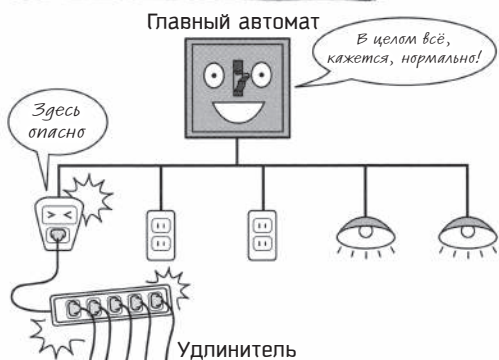 Главный автомат
В целом всё,
кажется, нормально!
Здесь
опасно
Удлинитель